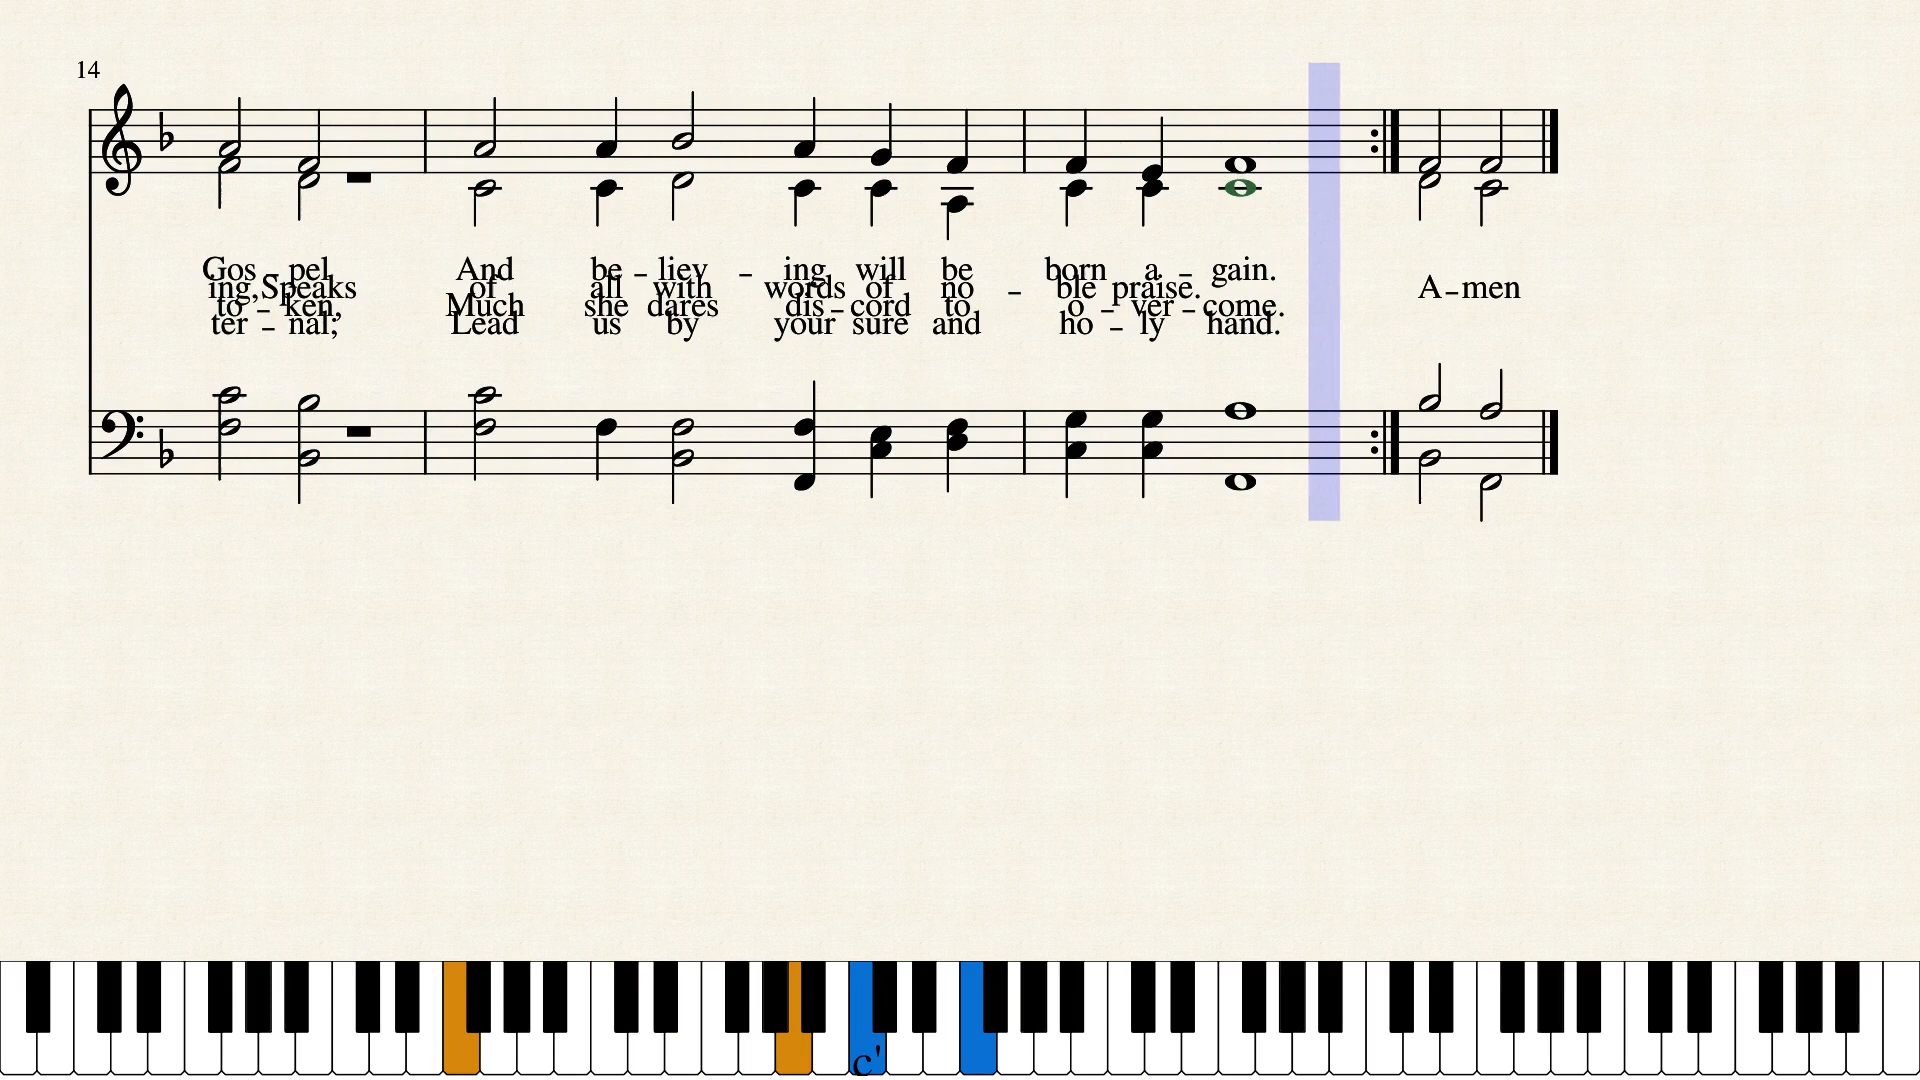 14
Gos - pel And be - liev - ing will be born a - gain.
ing, Speaks of all with words of no - ble praise. A - men
to - ken, Much she dares dis - cord to o - ver - come.
ter - nal; Lead us by your sure and ho - ly hand.
c'